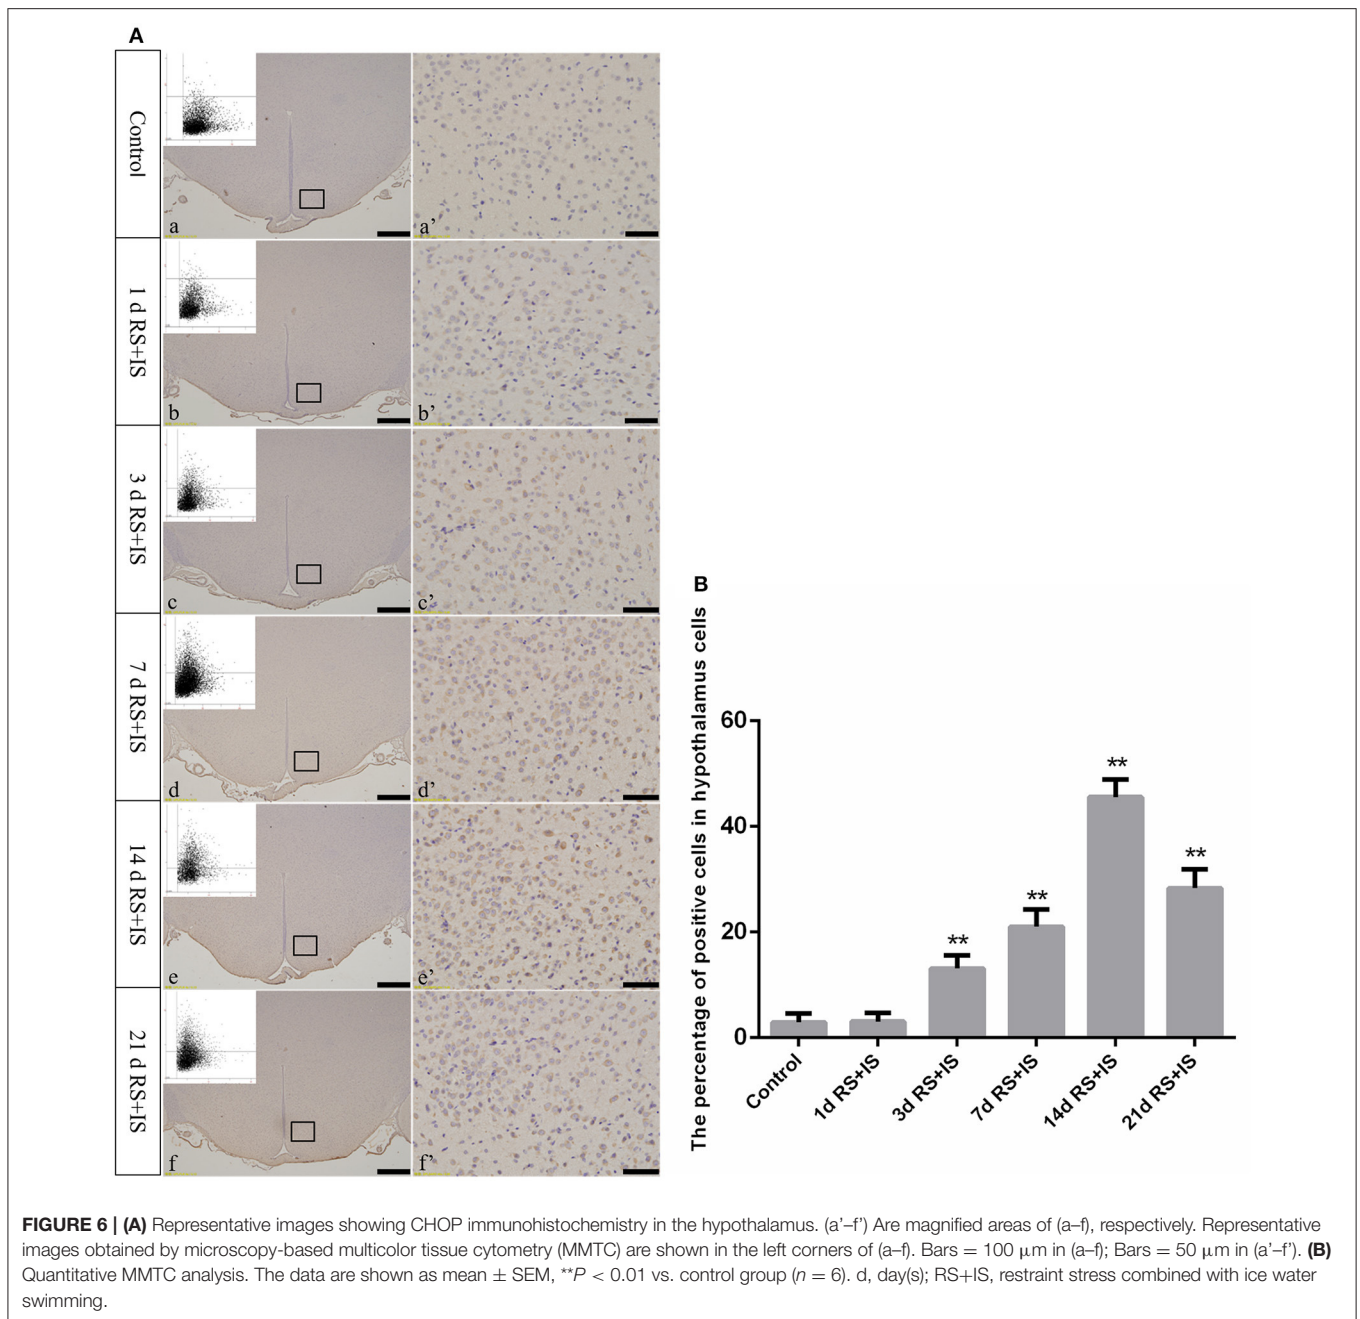 A
Control
a
a'
1 d RS+IS
b
b'
3 d RS+IS
c
c'
7 d RS+IS
d
d'
14 d RS+IS
e
e'
21 d RS+IS
f
f'
B
The percentage of positive cells in hypothalamus cells
60
40
20
0
**
**
**
**
Control
1d RS+IS
3d RS+IS
7d RS+IS
14d RS+IS
21d RS+IS
FIGURE 6 | (A) Representative images showing CHOP immunohistochemistry in the hypothalamus. (a'–f') Are magnified areas of (a–f), respectively. Representative
images obtained by microscopy-based multicolor tissue cytometry (MMTC) are shown in the left corners of (a–f). Bars = 100 μm in (a–f); Bars = 50 μm in (a'–f'). (B)
Quantitative MMTC analysis. The data are shown as mean ± SEM, **P < 0.01 vs. control group (n = 6). d, day(s); RS+IS, restraint stress combined with ice water
swimming.